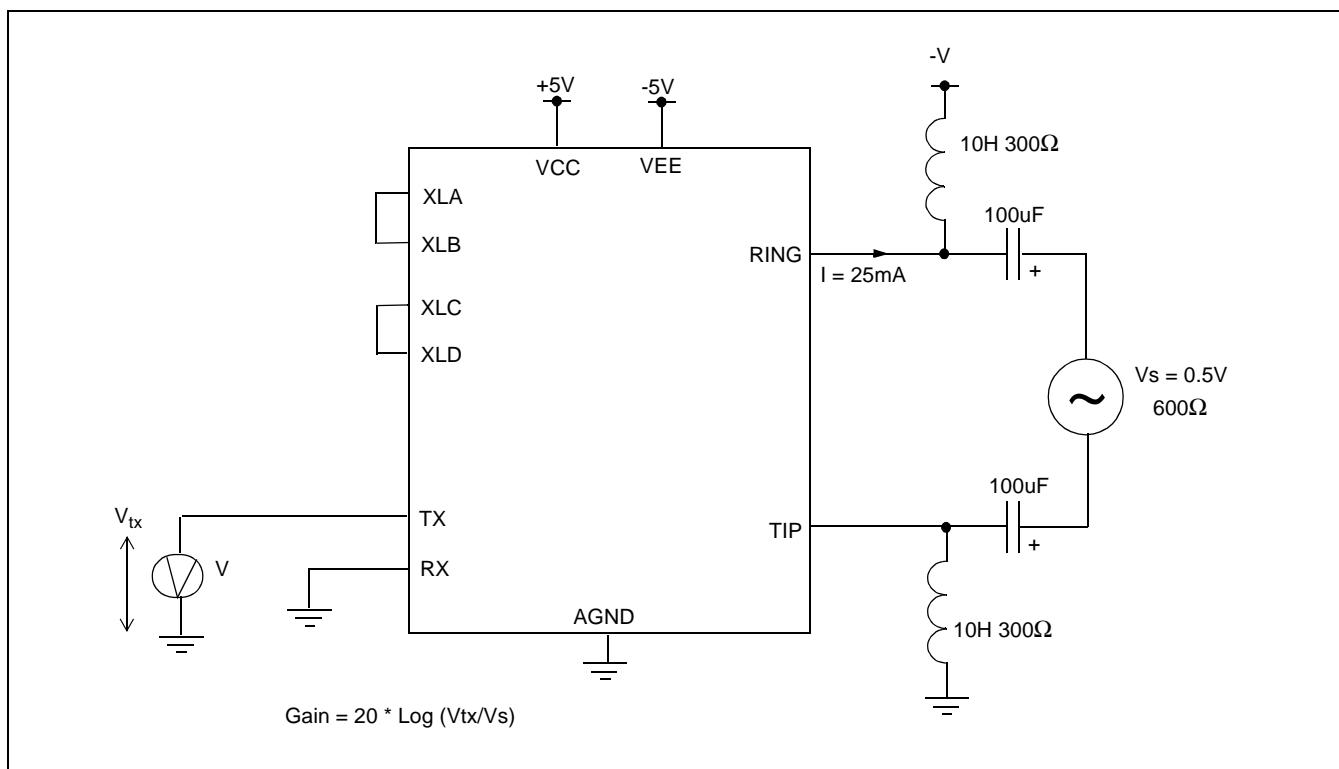 -V
+5V
-5V
10H 300Ω
VCC
VEE
XLA
100uF
XLB
RING
+
I = 25mA
XLC
XLD
Vs = 0.5V
600Ω
100uF
Vtx
TX
TIP
+
V
RX
AGND
10H 300Ω
Gain = 20 * Log (Vtx/Vs)